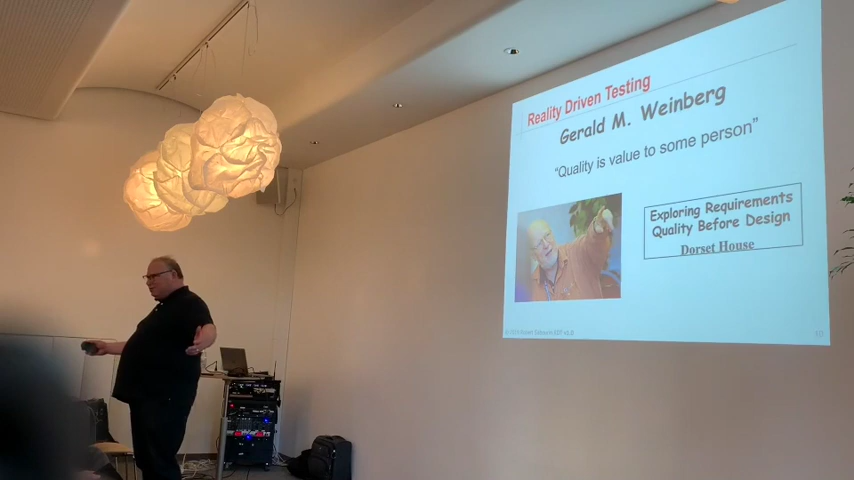 Reality Driven Testing
Gerald M. Weinberg
"Quality is value to some person"
Exploring Requirements
Quality Before Design
Dorset House